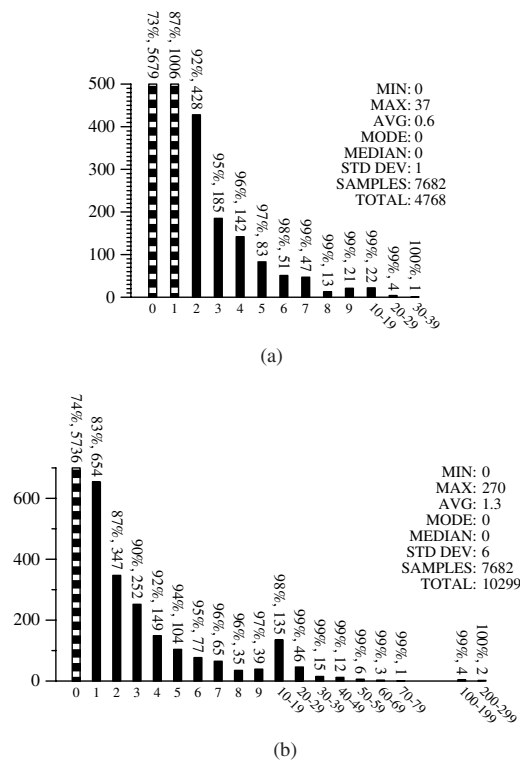 73%, 5679
87%, 1006
92%, 428
95%, 185
96%, 142
97%, 83
98%, 51
99%, 47
99%, 13
99%, 21
99%, 22
99%, 4
100%, 1
500
400
300
200
100
0
MIN: 0
MAX: 37
AVG: 0.6
MODE: 0
MEDIAN: 0
STD DEV: 1
SAMPLES: 7682
TOTAL: 4768
0 1 2 3 4 5 6 7 8 9 10-19 20-29 30-39
(a)
74%, 5736
83%, 654
87%, 347
90%, 252
92%, 149
94%, 104
95%, 77
96%, 65
96%, 35
97%, 39
98%, 135
99%, 46
99%, 15
99%, 12
99%, 6
99%, 3
99%, 1
99%, 4
100%, 2
600
400
200
0
MIN: 0
MAX: 270
AVG: 1.3
MODE: 0
MEDIAN: 0
STD DEV: 6
SAMPLES: 7682
TOTAL: 10299
0 1 2 3 4 5 6 7 8 9 10-19 20-29 30-39 40-49 50-59 60-69 70-79 100-199 200-299
(b)